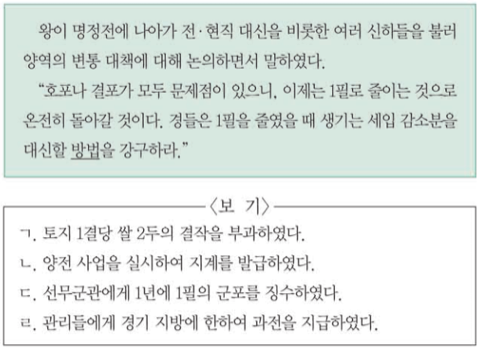 왕이 명정전에 나아가 전·현직 대신을 비롯한 여러 신하들을 불러
양역의 변통 대책에 대해 논의하면서 말하였다.
“호포나 결포가 모두 문제점이 있으니, 이제는 1필로 줄이는 것으로
온전히 돌아갈 것이다. 경들은 1필을 줄였을 때 생기는 세입 감소분을
대신할 방법을 강구하라.”
〈보 기〉
ㄱ. 토지 1결당 쌀 2두의 결작을 부과하였다.
ㄴ. 양전 사업을 실시하여 지계를 발급하였다.
ㄷ. 선무군관에게 1년에 1필의 군포를 징수하였다.
ㄹ. 관리들에게 경기 지방에 한하여 과전을 지급하였다.